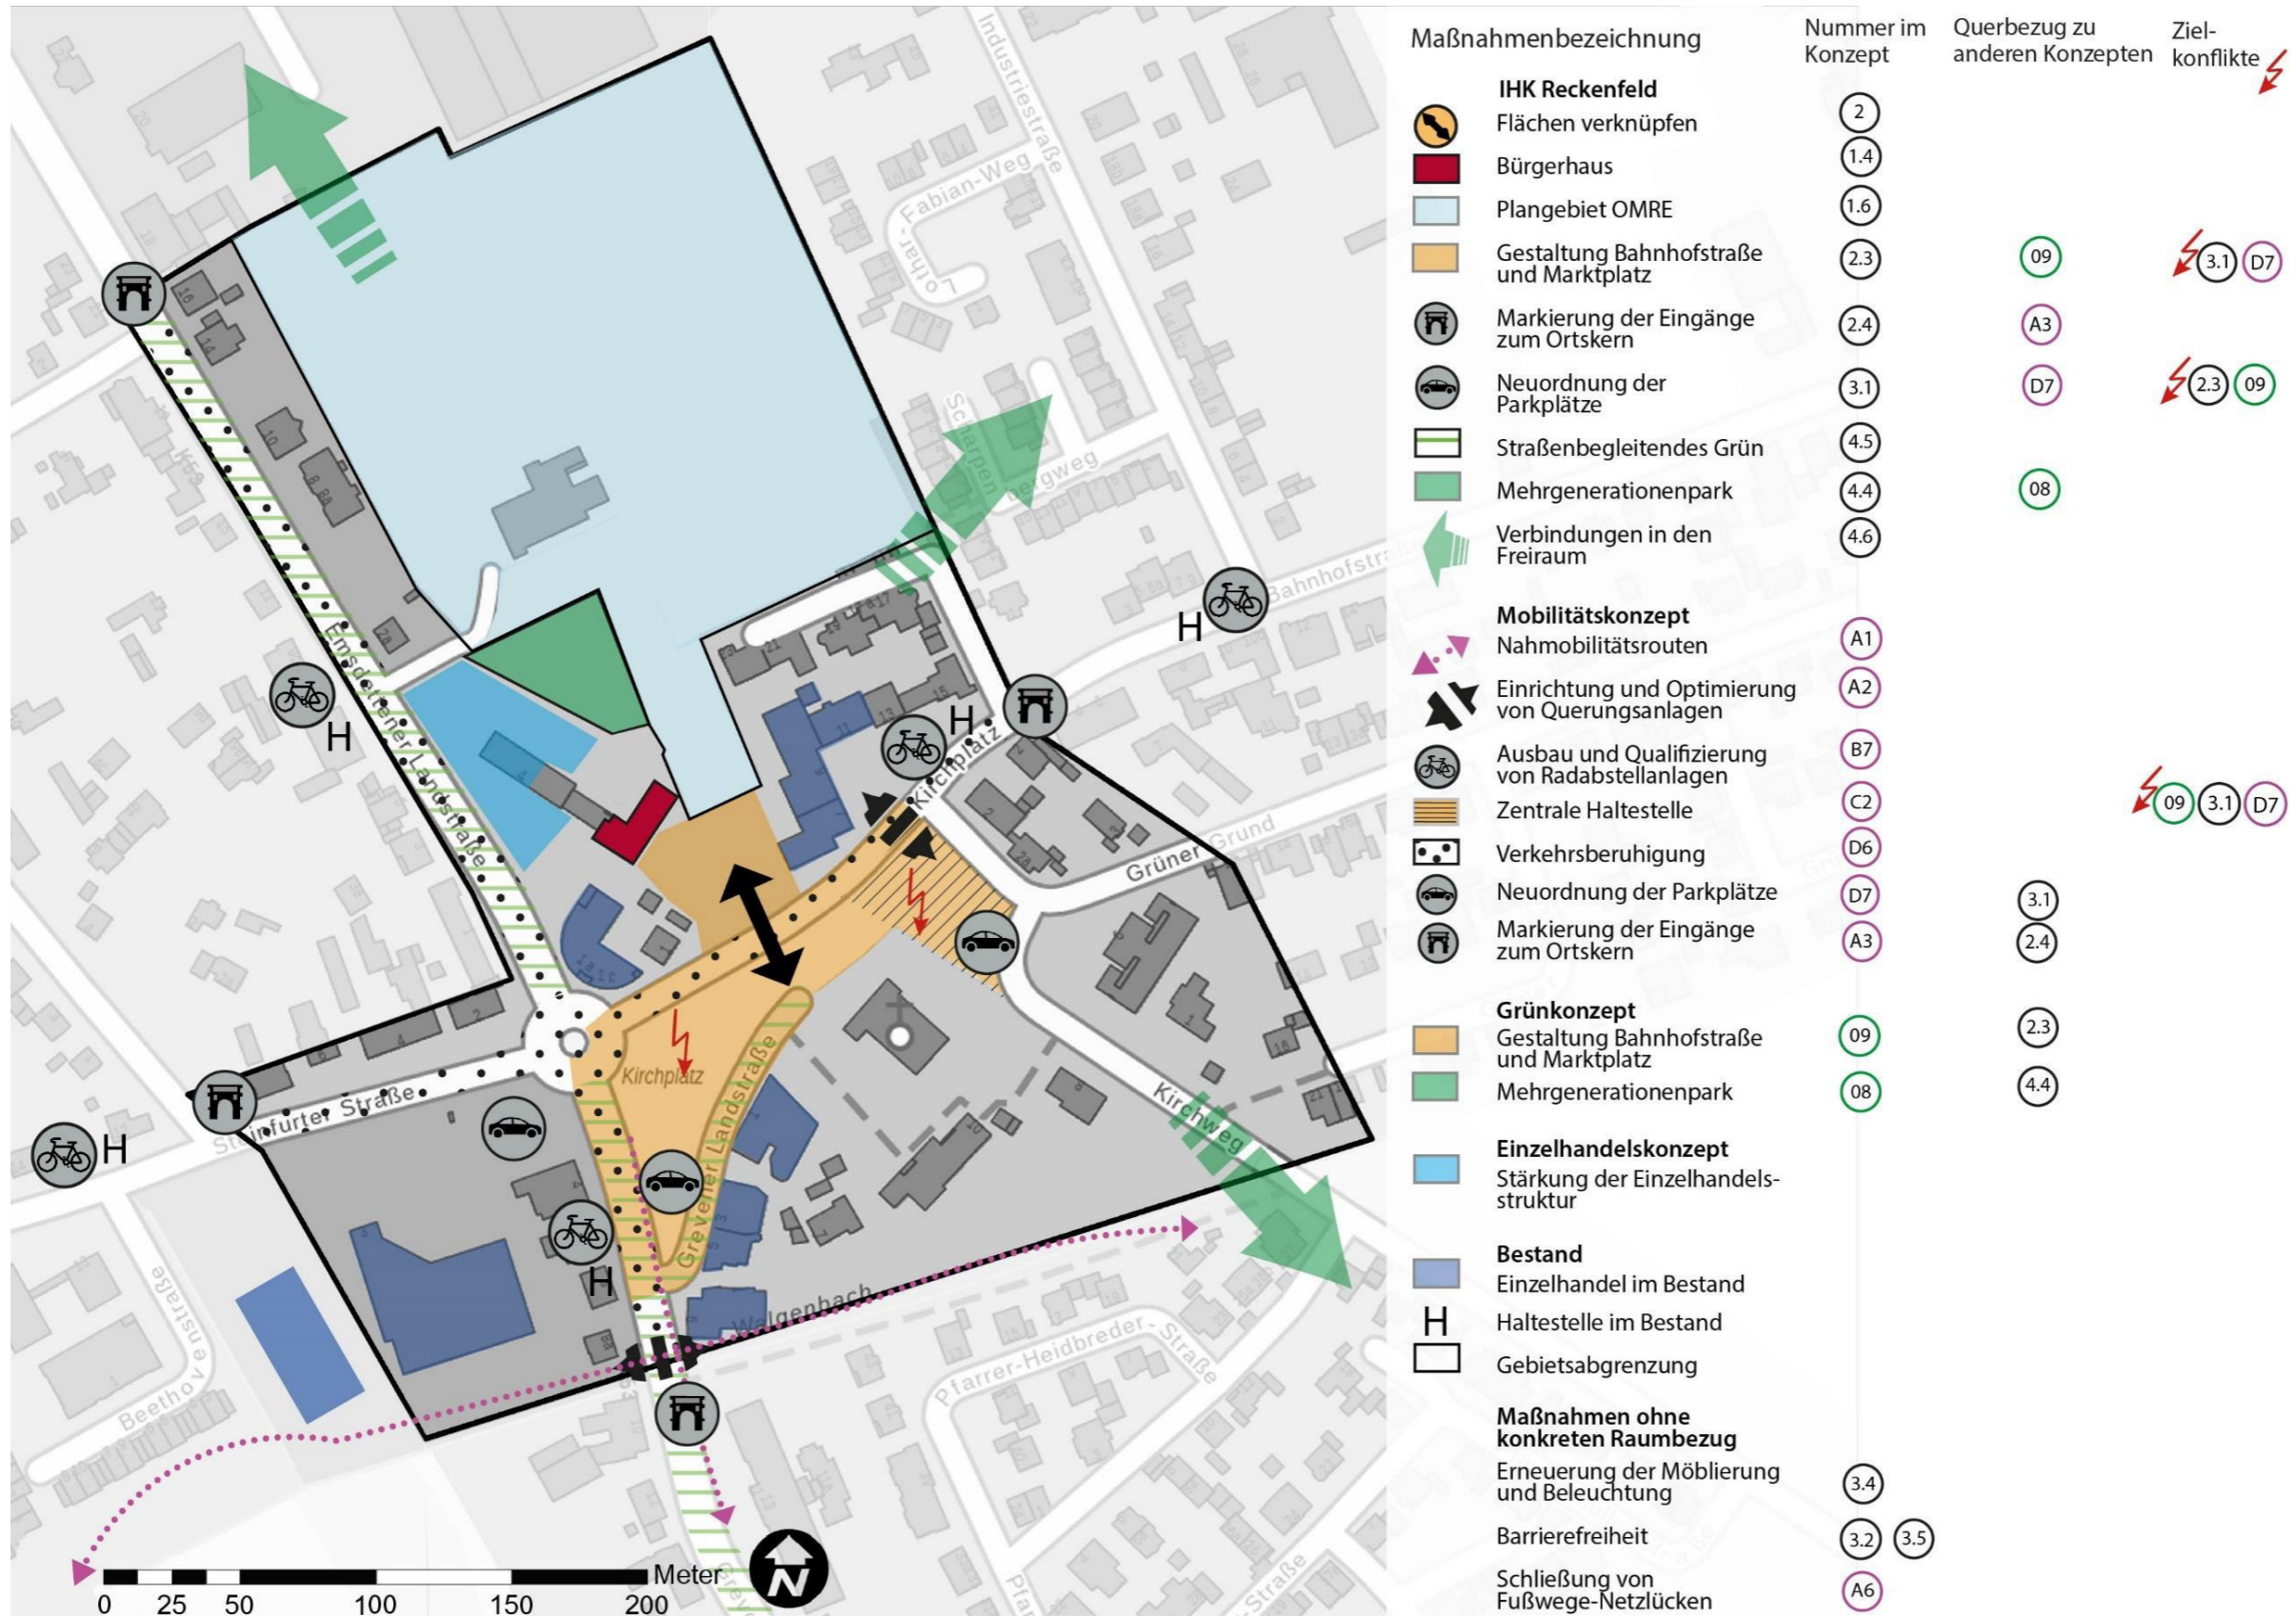 Maßnahmenbezeichnung
Nummer im
Konzept
Querbezug zu
anderen Konzepten
Ziel-
konflikte
IHK Reckenfeld
Flächen verknüpfen
2
Bürgerhaus
1.4
Plangebiet OMRE
1.6
Gestaltung Bahnhofstraße
und Marktplatz
2.3
09
3.1 D7
Markierung der Eingänge
zum Ortskern
2.4
A3
Neuordnung der
Parkplätze
3.1
D7
2.3 09
Straßenbegleitendes Grün
4.5
Mehrgenerationenpark
4.4
08
Verbindungen in den
Freiraum
4.6
Mobilitätskonzept
Nahmobilitätsrouten
A1
Einrichtung und Optimierung
von Querungsanlagen
A2
Ausbau und Qualifizierung
von Radabstellanlagen
B7
Zentrale Haltestelle
C2
09 3.1 D7
Verkehrsberuhigung
D6
Neuordnung der Parkplätze
D7
3.1
Markierung der Eingänge
zum Ortskern
A3
2.4
Grünkonzept
Gestaltung Bahnhofstraße
und Marktplatz
09
2.3
Mehrgenerationenpark
08
4.4
Einzelhandelskonzept
Stärkung der Einzelhandels-
struktur
Bestand
Einzelhandel im Bestand
H
Haltestelle im Bestand
Gebietsabgrenzung
Maßnahmen ohne
konkreten Raumbezug
Erneuerung der Möblierung
und Beleuchtung
3.4
Barrierefreiheit
3.2 3.5
Schließung von
Fußwege-Netzlücken
A6
Industriestraße
Lothar-Fabian-Weg
K53
Bahnhofstra
Emsdettener Landstraße
Kirchplatz
Grüner Grund
Kirchplatz
Steinfurter Straße
Grevener Landstraße
Kirchweg
Walgenbach
Pfarrer-Heidbreder-Straße
Beethovenstraße
H
H
H
H
H
N
Meter
0 25 50 100 150 200